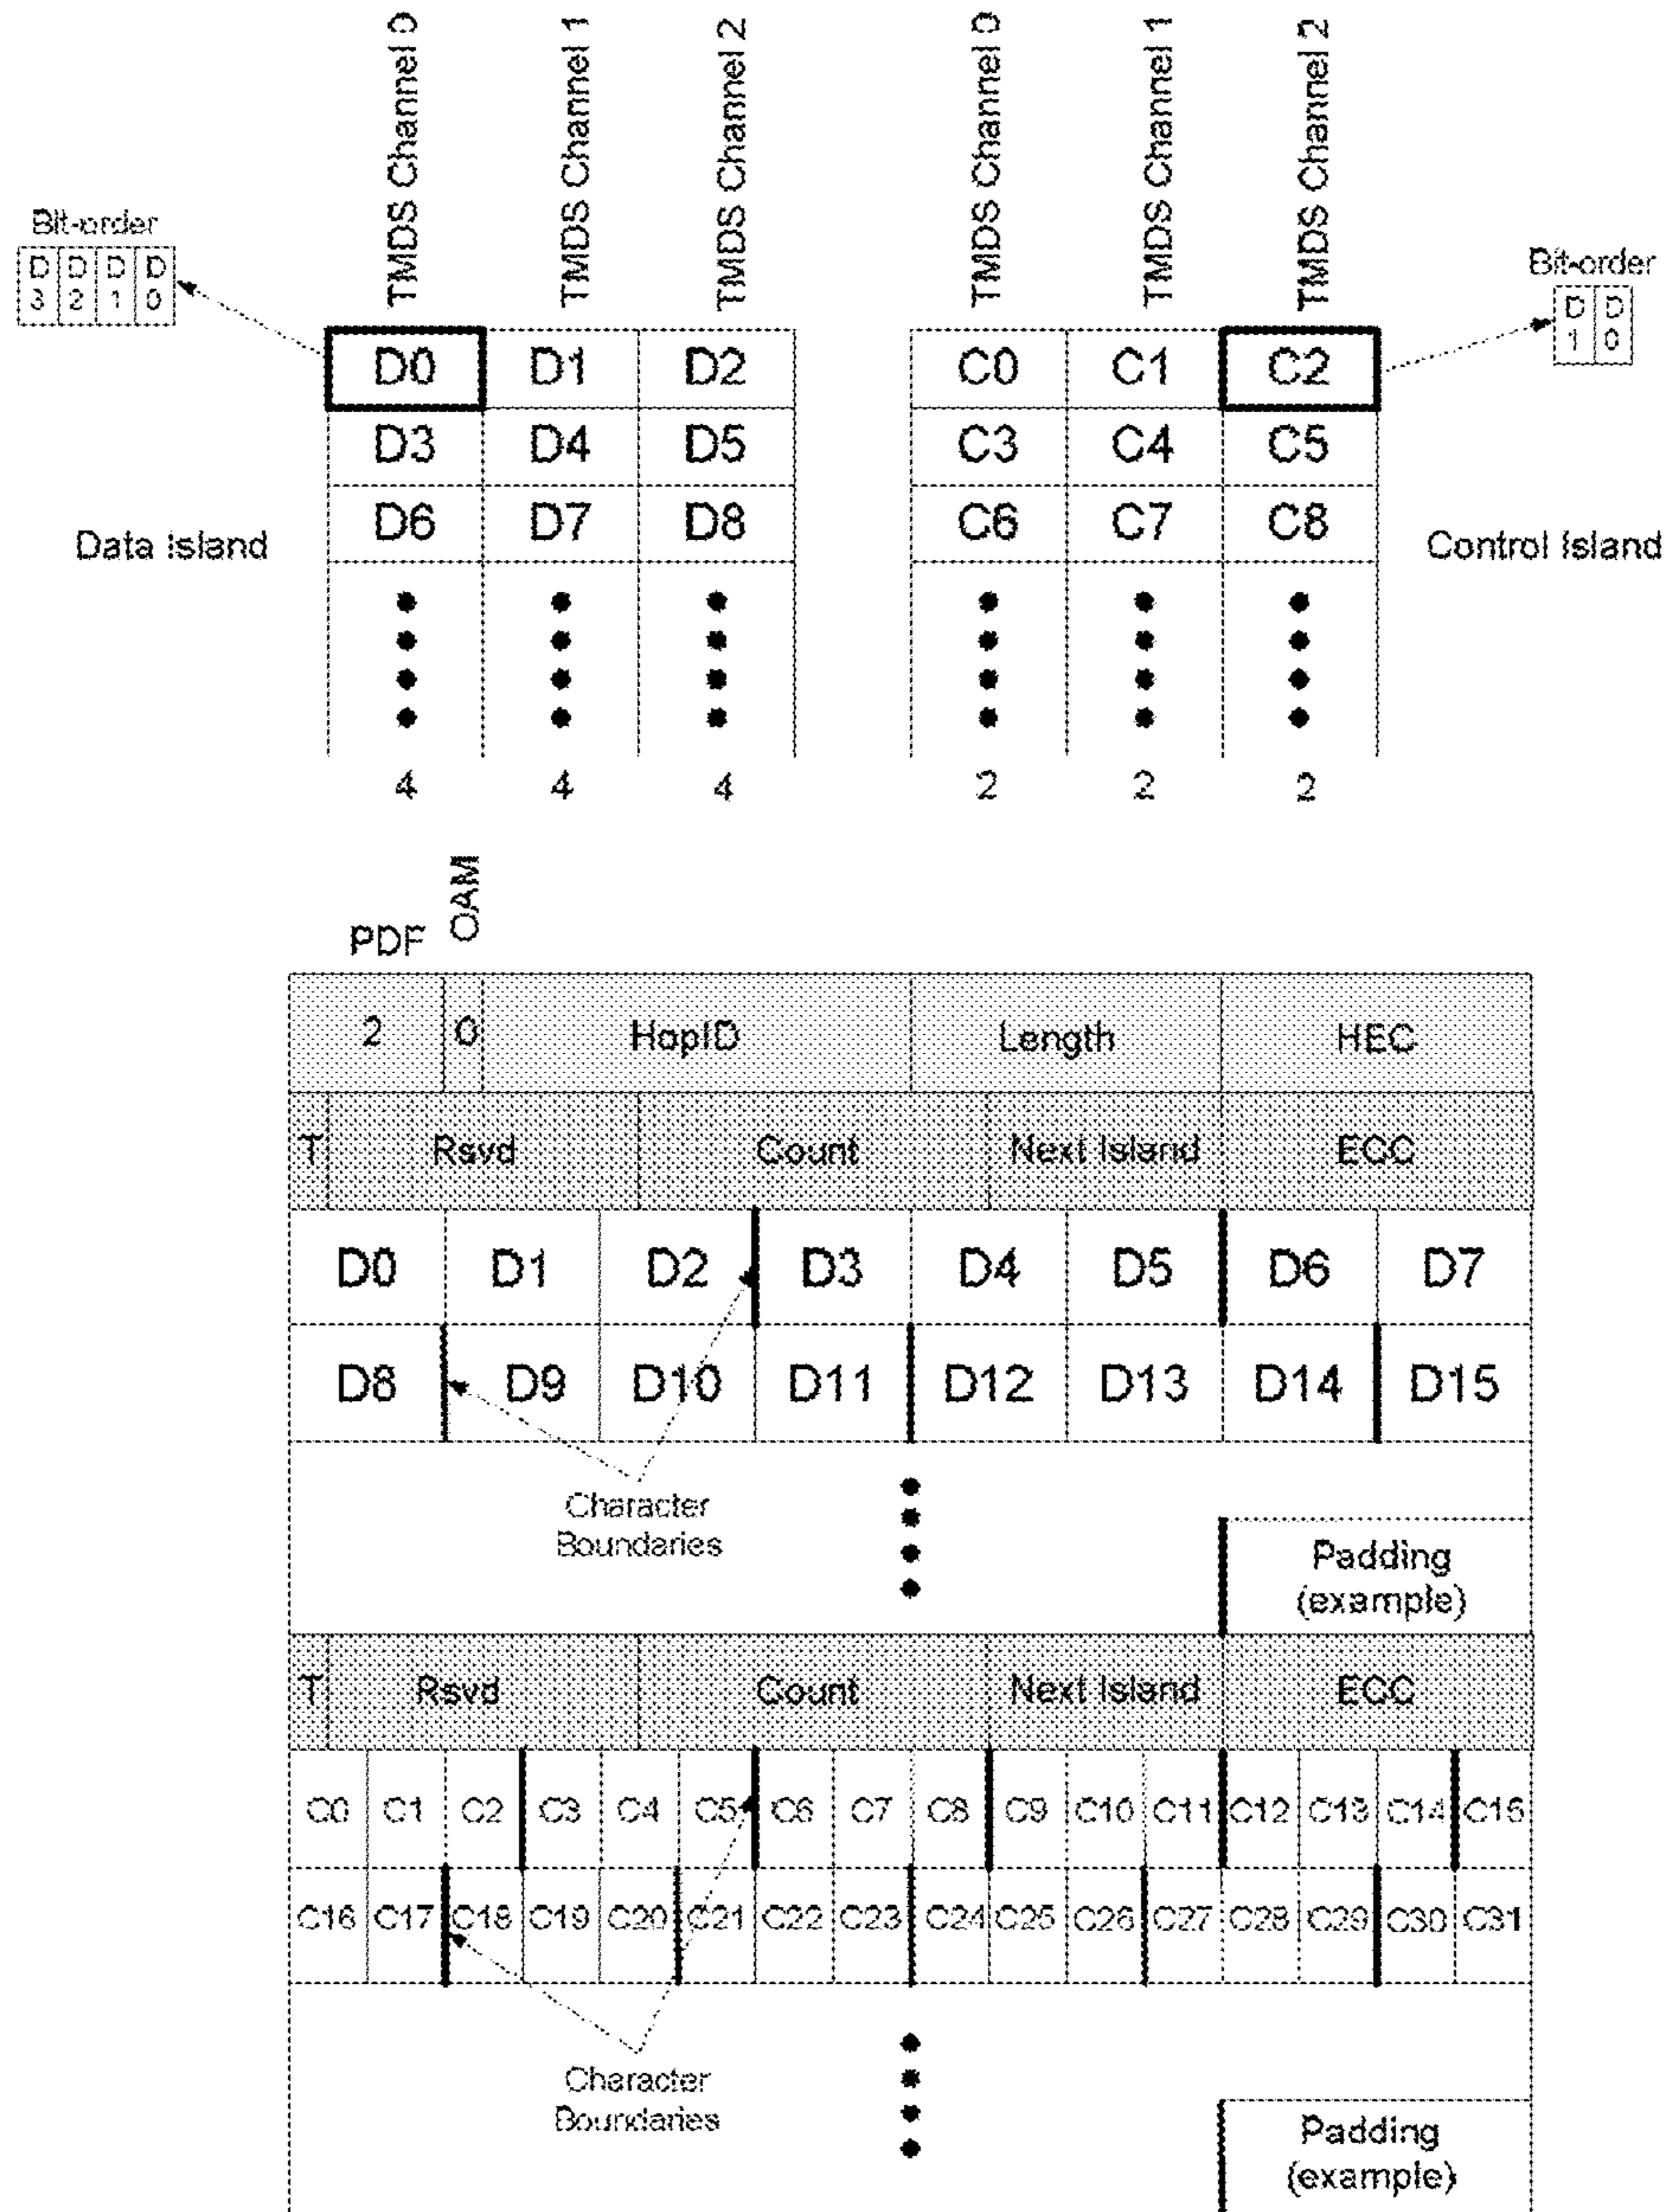 TMDS Channel 0 TMDS Channel 1 TMDS Channel 2 TMDS Channel 0 TMDS Channel 1 TMDS Channel 2
Bit-order
D3 D2 D1 D0
Bit-order
D1 D0
D0 D1 D2 C0 C1 C2
D3 D4 D5 C3 C4 C5
D6 D7 D8 C6 C7 C8
Data Island
Control Island
4 4 4 2 2 2
PDF OAM
2 0 HopID Length HEC
T Rsvd Count Next Island ECC
D0 D1 D2 D3 D4 D5 D6 D7
D8 D9 D10 D11 D12 D13 D14 D15
Character
Boundaries
Padding
(example)
T Rsvd Count Next Island ECC
C0 C1 C2 C3 C4 C5 C6 C7 C8 C9 C10 C11 C12 C13 C14 C15
C16 C17 C18 C19 C20 C21 C22 C23 C24 C25 C26 C27 C28 C29 C30 C31
Character
Boundaries
Padding
(example)